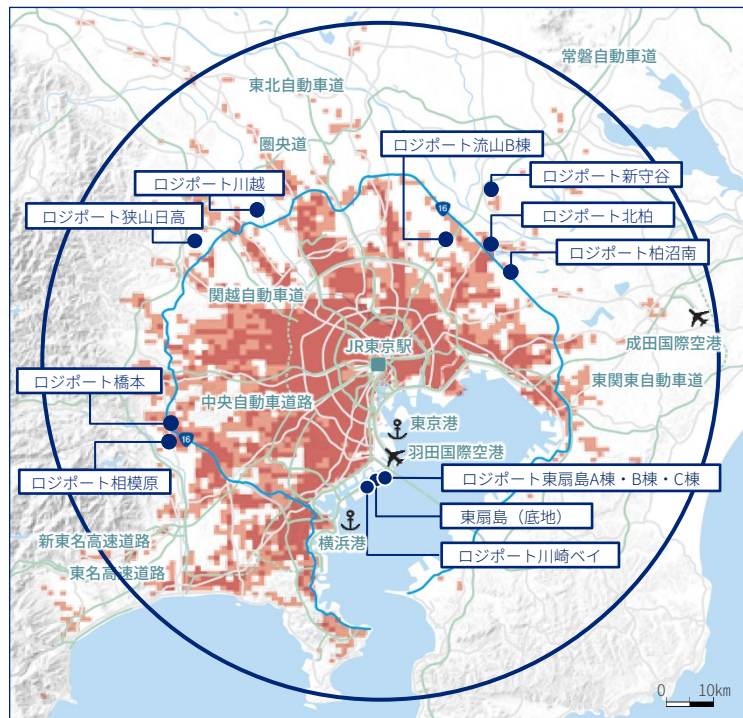 常磐自動車道
東北自動車道
圏央道
ロジポート流山B棟
ロジポート新守谷
ロジポート川越
ロジポート北柏
ロジポート狭山日高
16
ロジポート柏沼南
関越自動車道
成田国際空港
JR東京駅
東関東自動車道
ロジポート橋本
中央自動車道路
東京港
16
羽田国際空港
ロジポート相模原
ロジポート東扇島A棟・B棟・C棟
東扇島（底地）
新東名高速道路
横浜港
ロジポート川崎ベイ
東名高速道路
0 10km